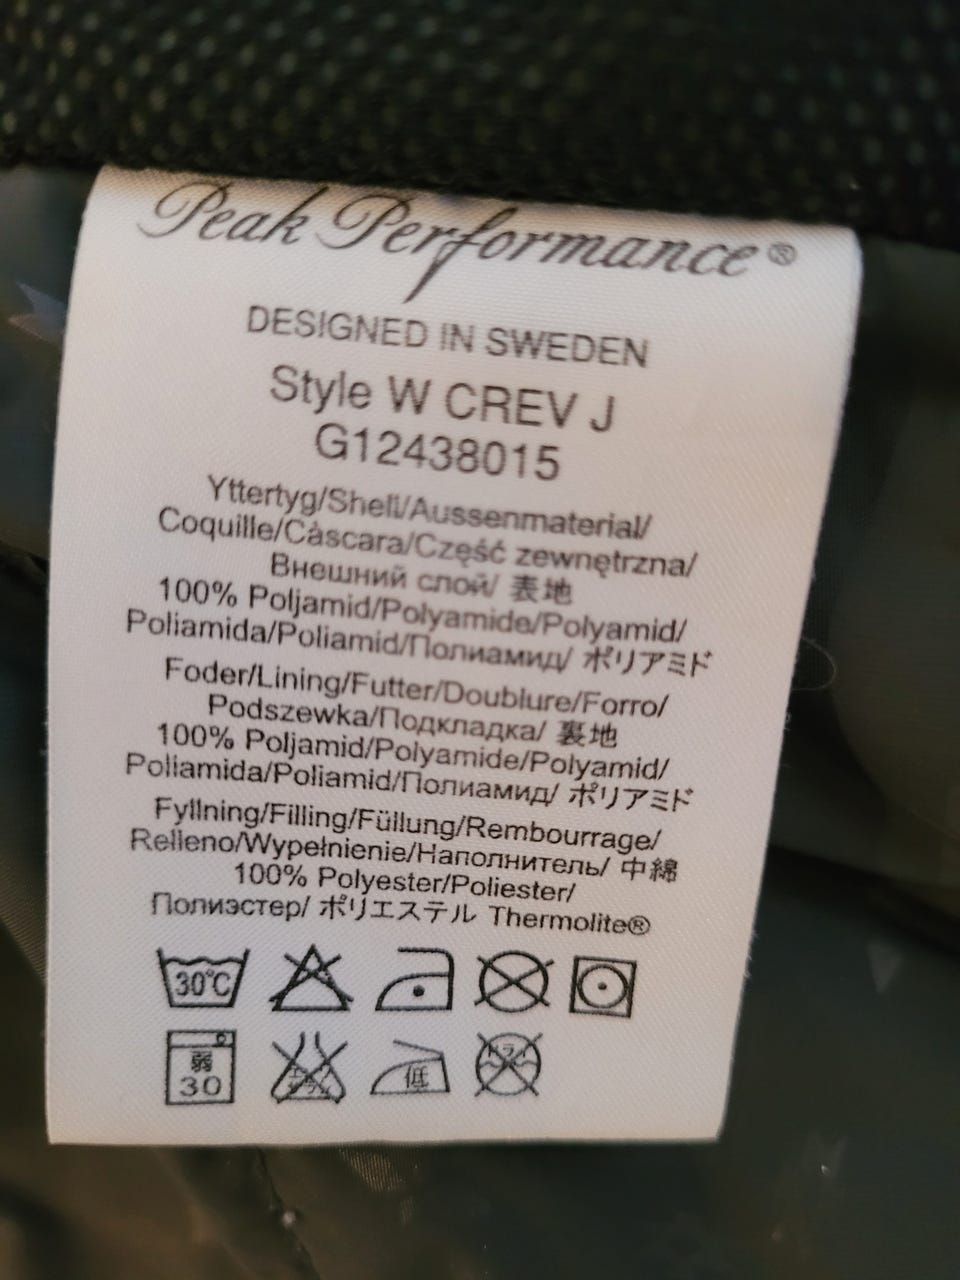 Peak Performance®
DESIGNED IN SWEDEN
Style W CREV J
G12438015
Yttertyg/Shell/Aussenmaterial/
Coquille/Càscara/Część zewnętrzna/
Внешний слой/ 表地
100% Poljamid/Polyamide/Polyamid/
Poliamida/Poliamid/Полиамид/ ポリアミド
Foder/Lining/Futter/Doublure/Forro/
Podszewka/Подкладка/ 裏地
100% Poljamid/Polyamide/Polyamid/
Poliamida/Poliamid/Полиамид/ ポリアミド
Fyllning/Filling/Füllung/Rembourrage/
Relleno/Wypełnienie/Наполнитель/ 中綿
100% Polyester/Poliester/
Полиэстер/ ポリエステル Thermolite®
30°C
弱 低 ドライ
30